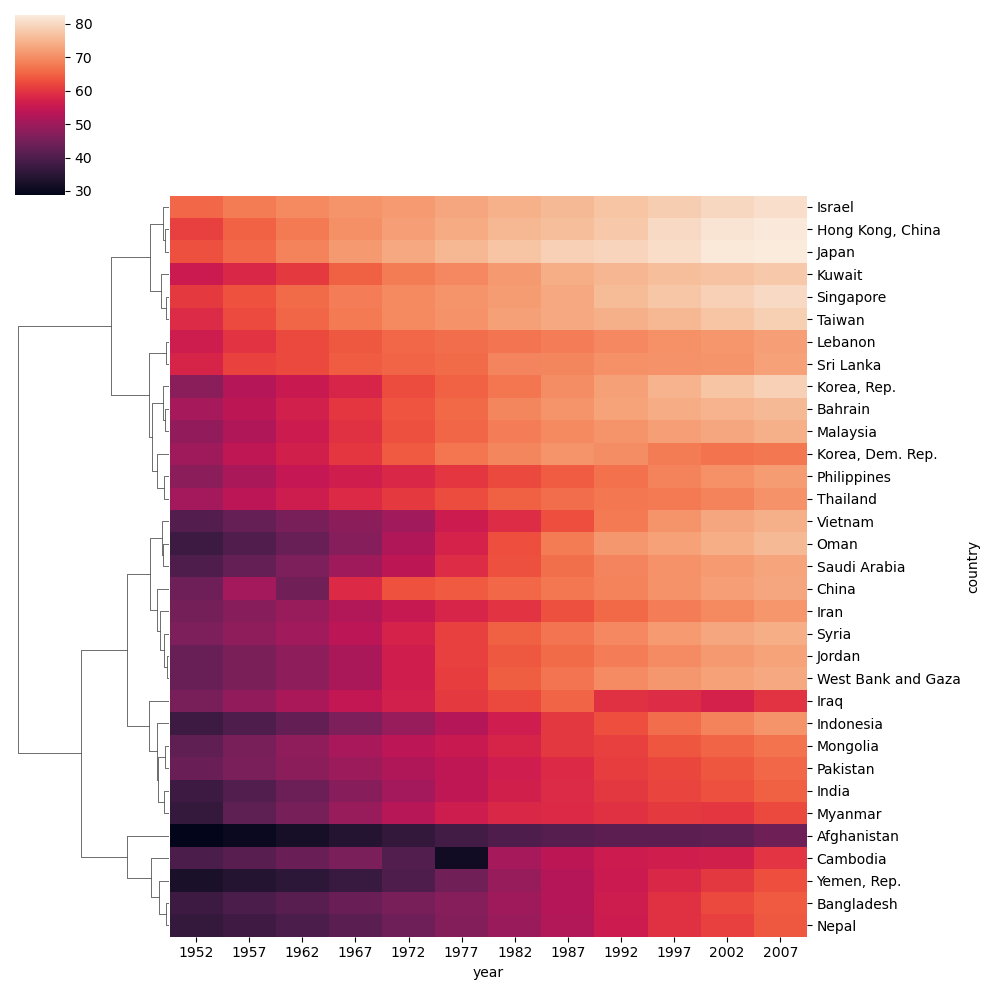 80
70
60
50
40
30
Israel
Hong Kong, China
Japan
Kuwait
Singapore
Taiwan
Lebanon
Sri Lanka
Korea, Rep.
Bahrain
Malaysia
Korea, Dem. Rep.
Philippines
Thailand
Vietnam
Oman
Saudi Arabia
China
Iran
Syria
Jordan
West Bank and Gaza
Iraq
Indonesia
Mongolia
Pakistan
India
Myanmar
Afghanistan
Cambodia
Yemen, Rep.
Bangladesh
Nepal
country
1952 1957 1962 1967 1972 1977 1982 1987 1992 1997 2002 2007
year